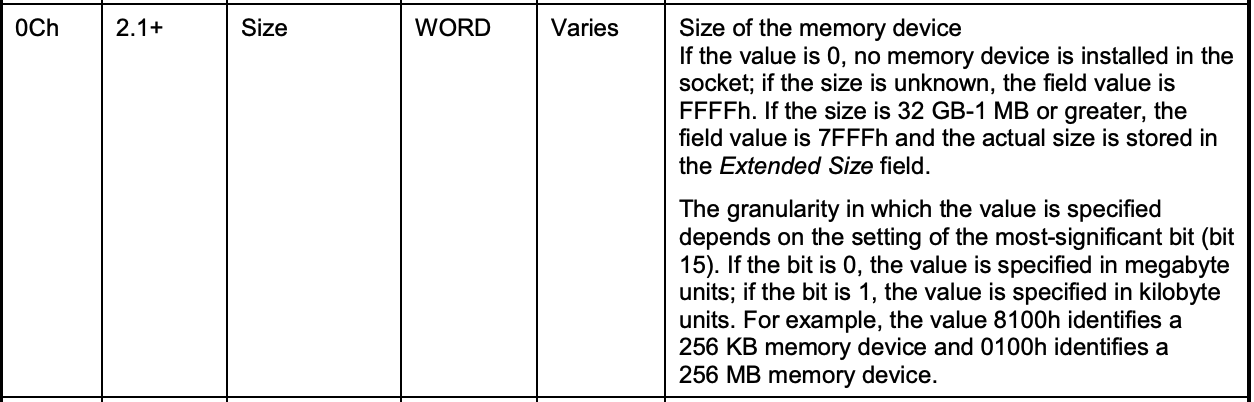 0Ch 2.1+ Size WORD Varies Size of the memory device
If the value is 0, no memory device is installed in the
socket; if the size is unknown, the field value is
FFFFh. If the size is 32 GB-1 MB or greater, the
field value is 7FFFh and the actual size is stored in
the Extended Size field.
The granularity in which the value is specified
depends on the setting of the most-significant bit (bit
15). If the bit is 0, the value is specified in megabyte
units; if the bit is 1, the value is specified in kilobyte
units. For example, the value 8100h identifies a
256 KB memory device and 0100h identifies a
256 MB memory device.